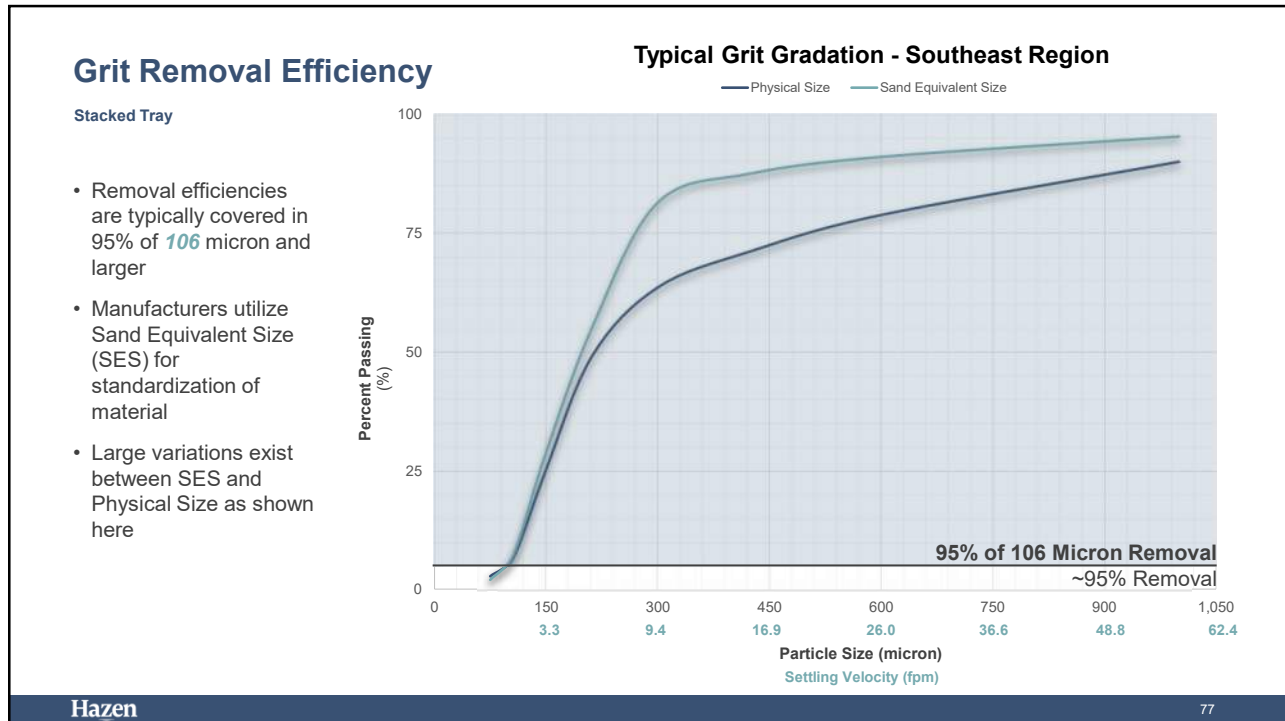 Grit Removal Efficiency
Stacked Tray
• Removal efficiencies
are typically covered in
95% of 106 micron and
larger
• Manufacturers utilize
Sand Equivalent Size
(SES) for
standardization of
material
• Large variations exist
between SES and
Physical Size as shown
here
Typical Grit Gradation - Southeast Region
Physical Size Sand Equivalent Size
Percent Passing
(%)
100
75
50
25
0
95% of 106 Micron Removal
~95% Removal
0 150 300 450 600 750 900 1,050
3.3 9.4 16.9 26.0 36.6 48.8 62.4
Particle Size (micron)
Settling Velocity (fpm)
Hazen
77